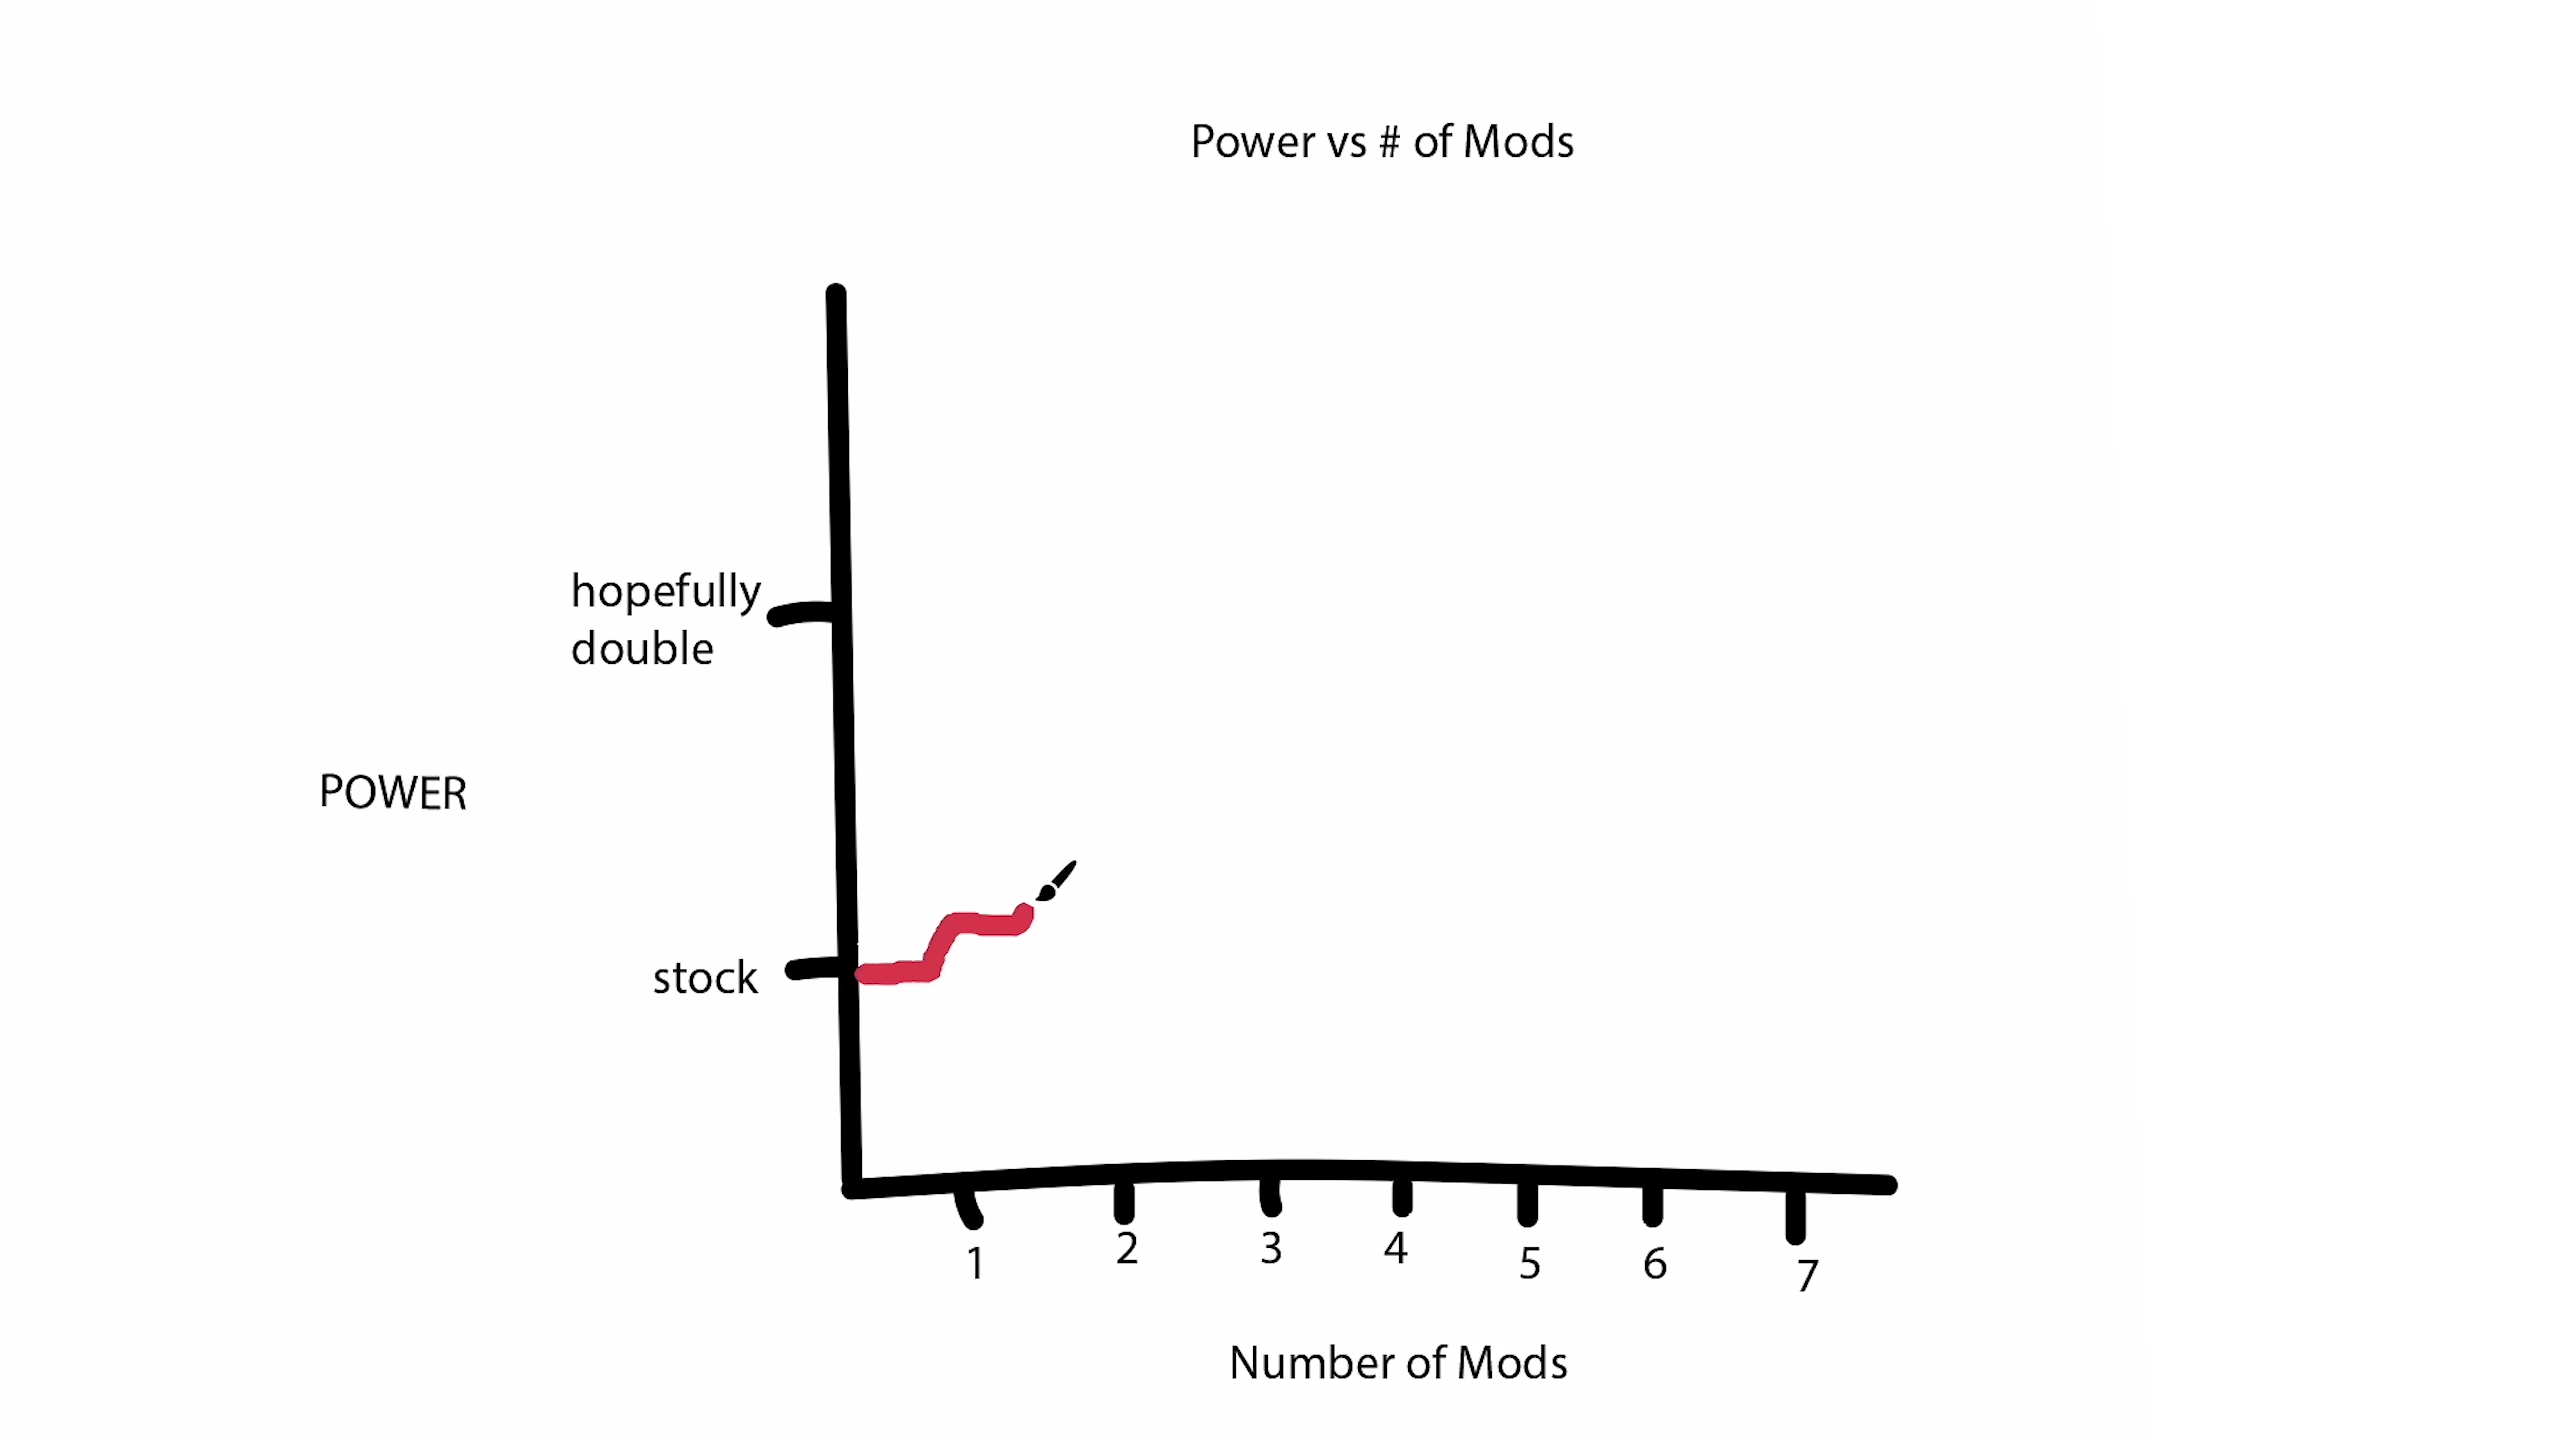 Power vs # of Mods
hopefully
double
POWER
stock
1
2
3
4
5
6
7
Number of Mods